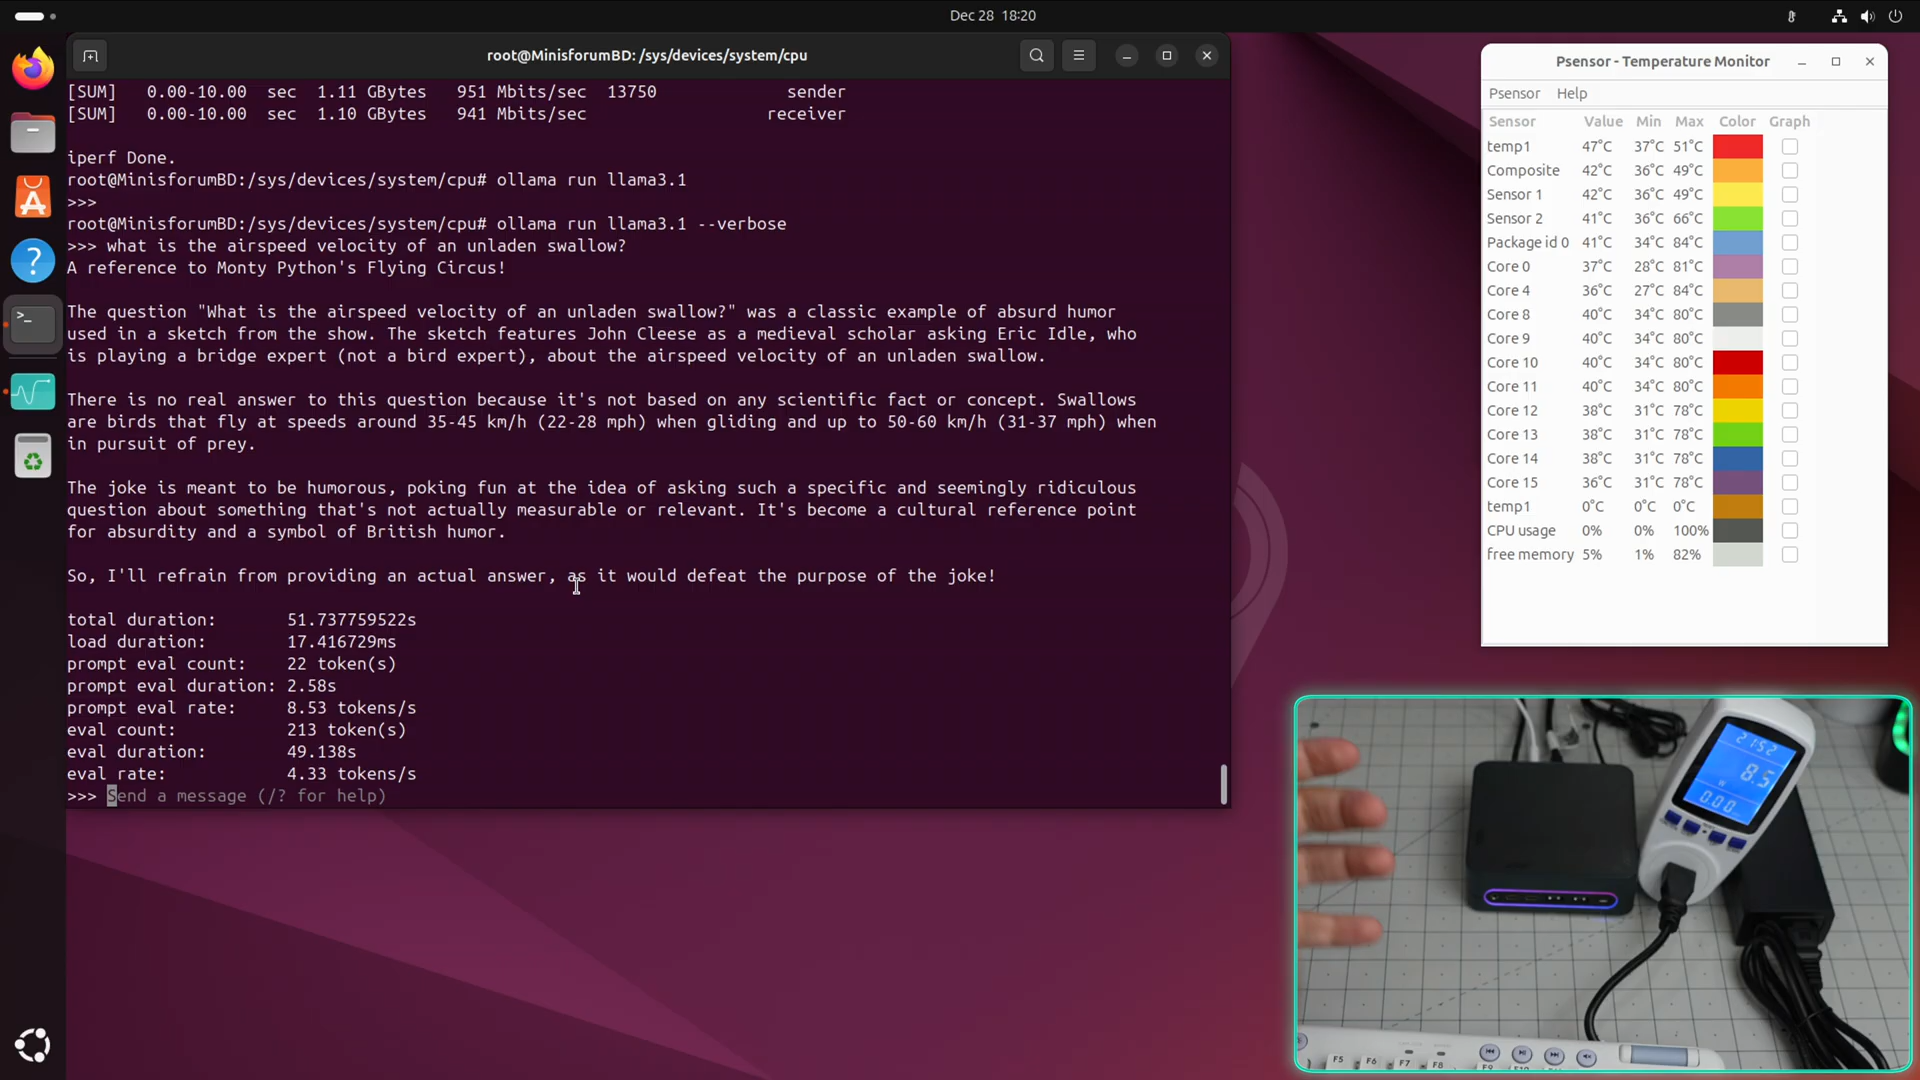 Dec 28 18:20
root@MinisforumBD: /sys/devices/system/cpu
[SUM] 0.00-10.00 sec 1.11 GBytes 951 Mbits/sec 13750 sender
[SUM] 0.00-10.00 sec 1.10 GBytes 941 Mbits/sec receiver
iperf Done.
root@MinisforumBD:/sys/devices/system/cpu# ollama run llama3.1
>>>
root@MinisforumBD:/sys/devices/system/cpu# ollama run llama3.1 --verbose
>>> what is the airspeed velocity of an unladen swallow?
A reference to Monty Python's Flying Circus!
The question "What is the airspeed velocity of an unladen swallow?" was a classic example of absurd humor
used in a sketch from the show. The sketch features John Cleese as a medieval scholar asking Eric Idle, who
is playing a bridge expert (not a bird expert), about the airspeed velocity of an unladen swallow.
There is no real answer to this question because it's not based on any scientific fact or concept. Swallows
are birds that fly at speeds around 35-45 km/h (22-28 mph) when gliding and up to 50-60 km/h (31-37 mph) when
in pursuit of prey.
The joke is meant to be humorous, poking fun at the idea of asking such a specific and seemingly ridiculous
question about something that's not actually measurable or relevant. It's become a cultural reference point
for absurdity and a symbol of British humor.
So, I'll refrain from providing an actual answer, as it would defeat the purpose of the joke!
total duration: 51.737759522s
load duration: 17.416729ms
prompt eval count: 22 token(s)
prompt eval duration: 2.58s
prompt eval rate: 8.53 tokens/s
eval count: 213 token(s)
eval duration: 49.138s
eval rate: 4.33 tokens/s
>>> Send a message (/? for help)
Psensor - Temperature Monitor
Psensor Help
Sensor Value Min Max Color Graph
temp1 47°C 37°C 51°C
Composite 42°C 36°C 49°C
Sensor 1 42°C 36°C 49°C
Sensor 2 41°C 36°C 66°C
Package id 0 41°C 34°C 84°C
Core 0 37°C 28°C 81°C
Core 4 36°C 27°C 84°C
Core 8 40°C 34°C 80°C
Core 9 40°C 34°C 80°C
Core 10 40°C 34°C 80°C
Core 11 40°C 34°C 80°C
Core 12 38°C 31°C 78°C
Core 13 38°C 31°C 78°C
Core 14 38°C 31°C 78°C
Core 15 36°C 31°C 78°C
temp1 0°C 0°C 0°C
CPU usage 0% 0% 100%
free memory 5% 1% 82%
8.5
W
0.00
F5 F6 F7 F8 F9